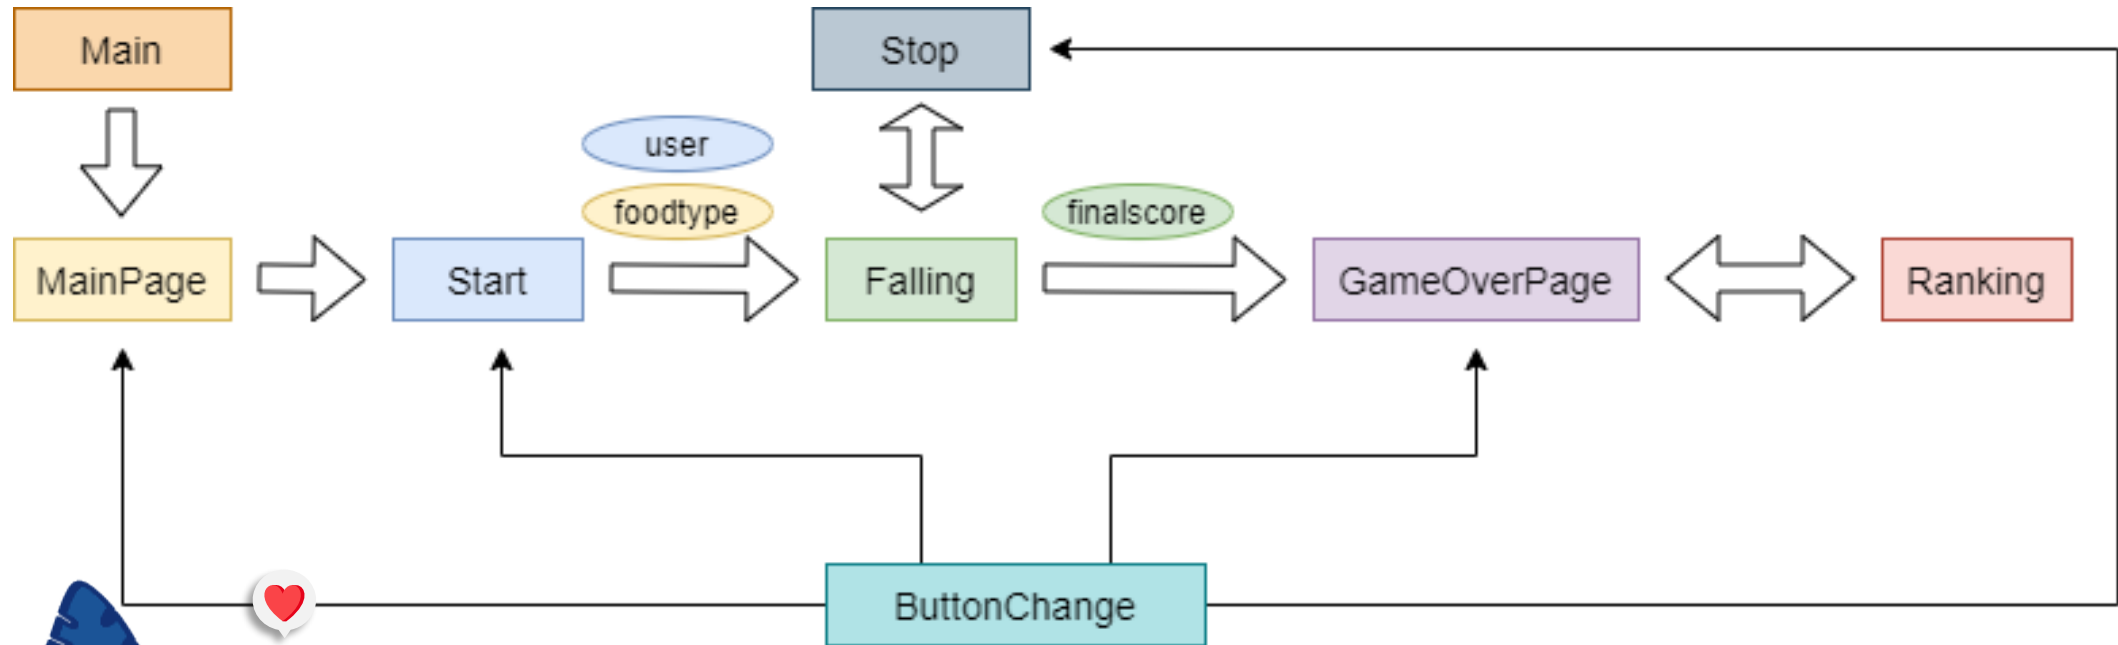 Main
Stop
user
foodtype
finalscore
MainPage
Start
Falling
GameOverPage
Ranking
ButtonChange